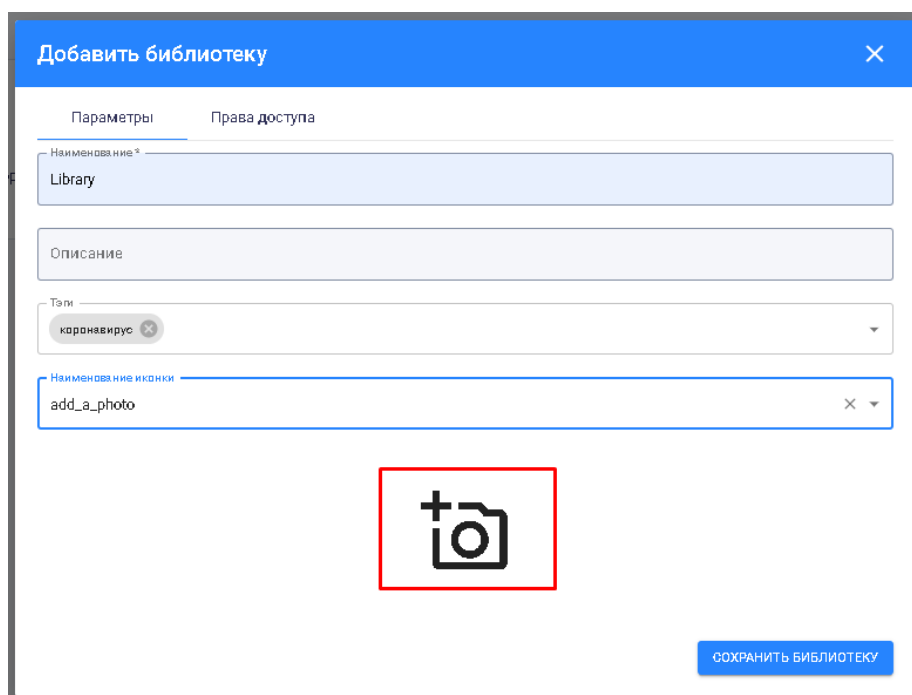 Добавить библиотеку
Параметры Права доступа
Наименование *
Library
Описание
Тэги
коронавирус
Наименование иконки
add_a_photo
СОХРАНИТЬ БИБЛИОТЕКУ